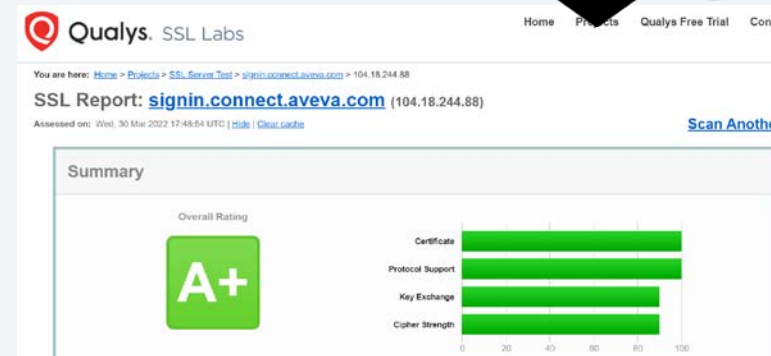 Qualys. SSL Labs
Home
Qualys Free Trial
You are here: Home > Projects > SSL Server Test > signin.connect.aveva.com > 104.18.244.88
SSL Report: signin.connect.aveva.com (104.18.244.88)
Assessed on: Wed, 30 Mar 2022 17:48:54 UTC | Hide | Clear cache
Scan
Summary
Overall Rating
A+
Certificate
Protocol Support
Key Exchange
Cipher Strength
0 20 40 60 80 100